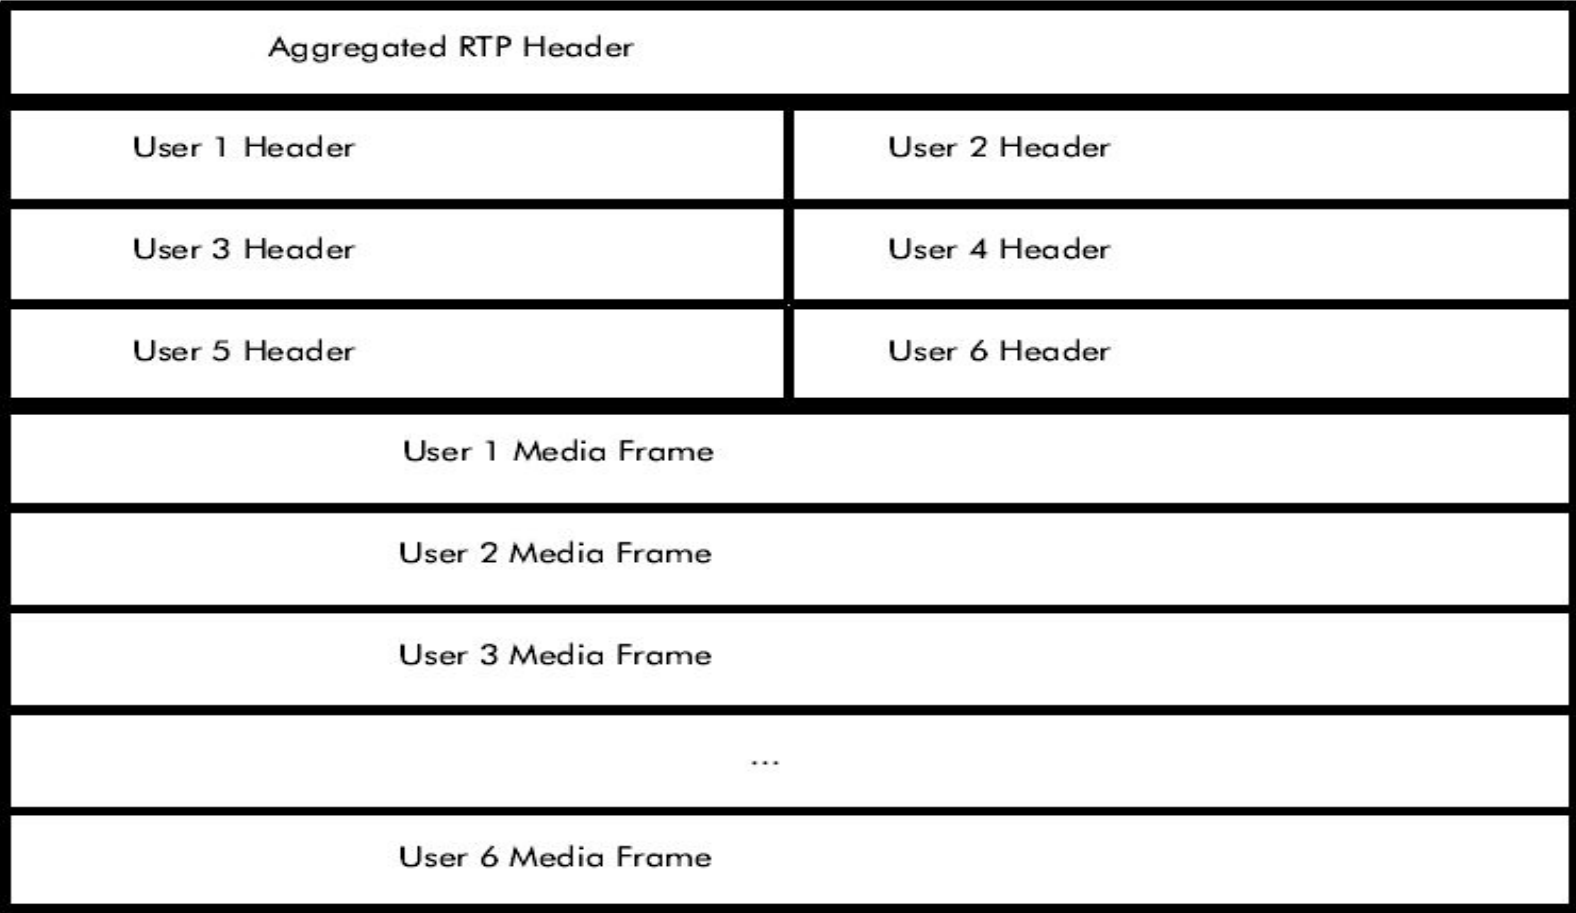 Aggregated RTP Header
User 1 Header
User 2 Header
User 3 Header
User 4 Header
User 5 Header
User 6 Header
User 1 Media Frame
User 2 Media Frame
User 3 Media Frame
...
User 6 Media Frame